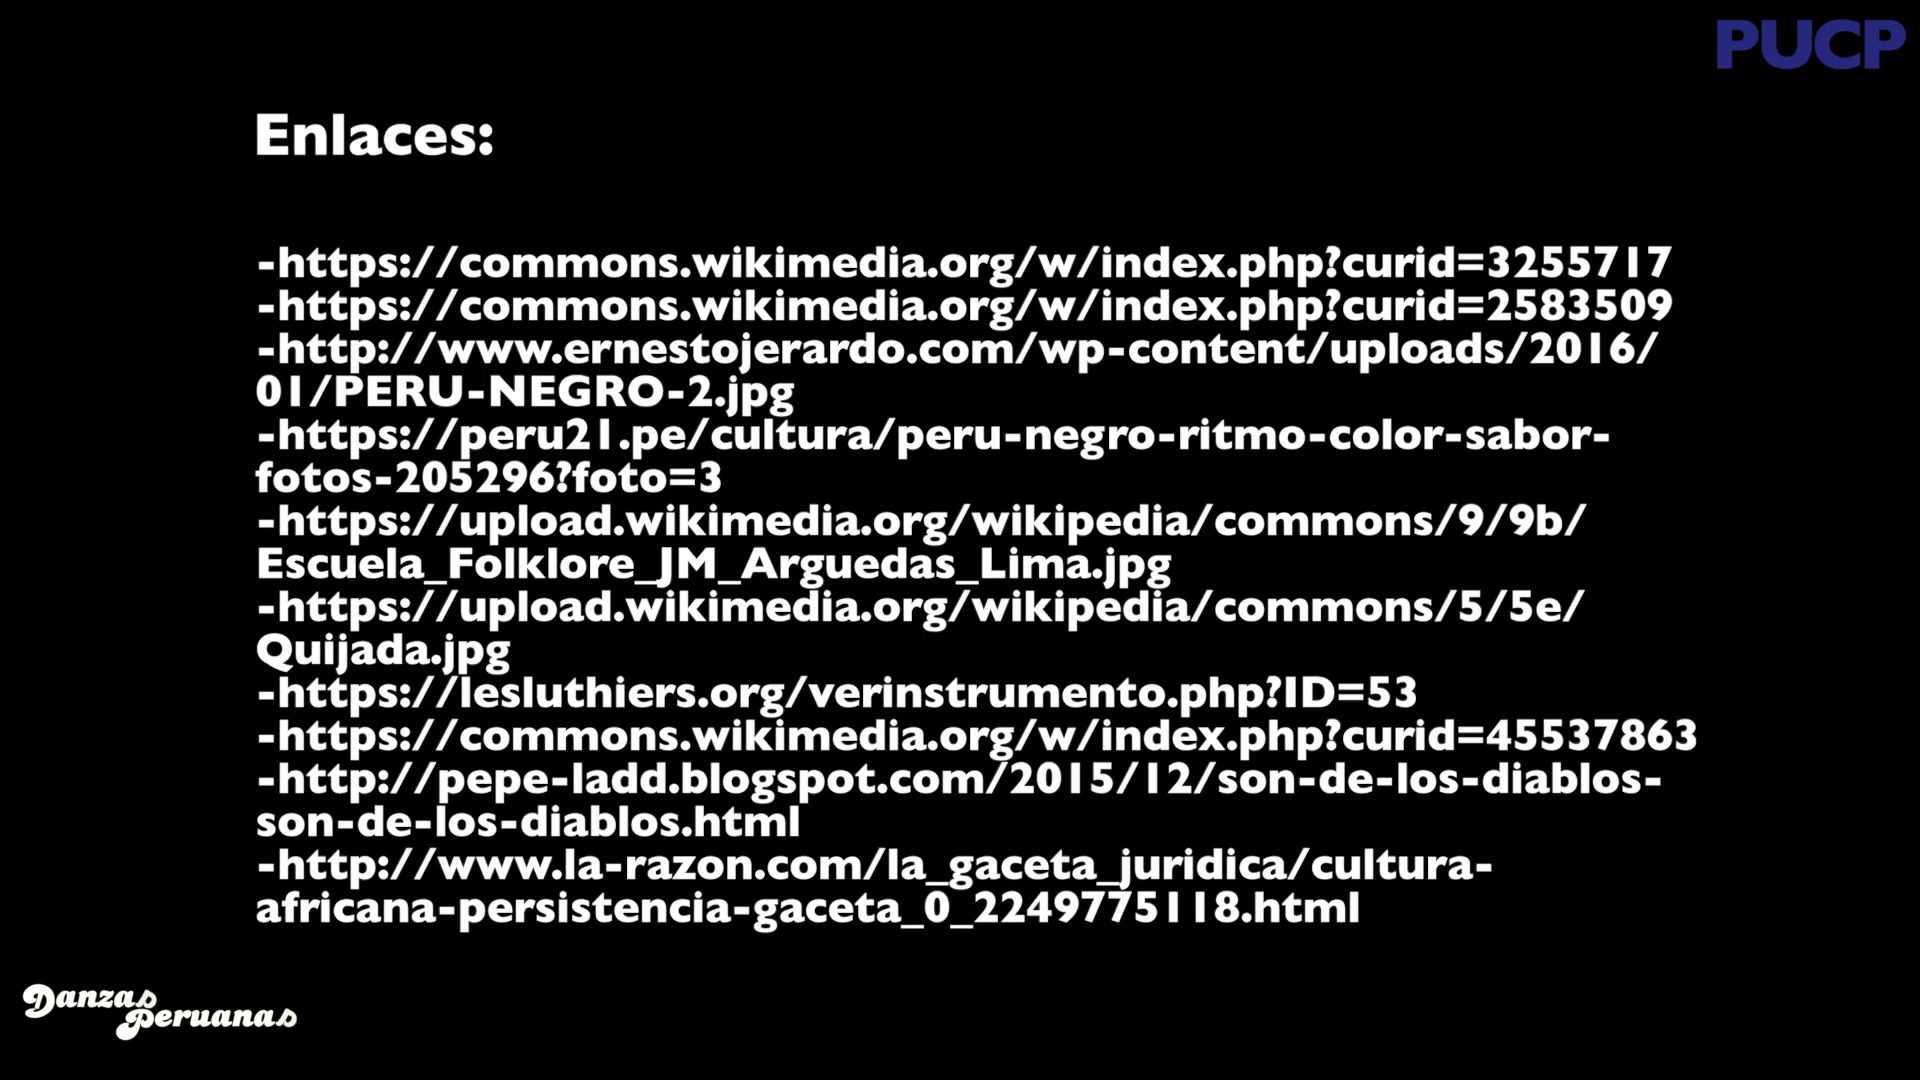 PUCP
Enlaces:
-https://commons.wikimedia.org/w/index.php?curid=3255717
-https://commons.wikimedia.org/w/index.php?curid=2583509
-http://www.ernestojerardo.com/wp-content/uploads/2016/
01/PERU-NEGRO-2.jpg
-https://peru21.pe/cultura/peru-negro-ritmo-color-sabor-
fotos-205296?foto=3
-https://upload.wikimedia.org/wikipedia/commons/9/9b/
Escuela_Folklore_JM_Arguedas_Lima.jpg
-https://upload.wikimedia.org/wikipedia/commons/5/5e/
Quijada.jpg
-https://lesluthiers.org/verinstrumento.php?ID=53
-https://commons.wikimedia.org/w/index.php?curid=45537863
-http://pepe-ladd.blogspot.com/2015/12/son-de-los-diablos-
son-de-los-diablos.html
-http://www.la-razon.com/la_gaceta_juridica/cultura-
africana-persistencia-gaceta_0_2249775118.html
Danzas
Peruanas